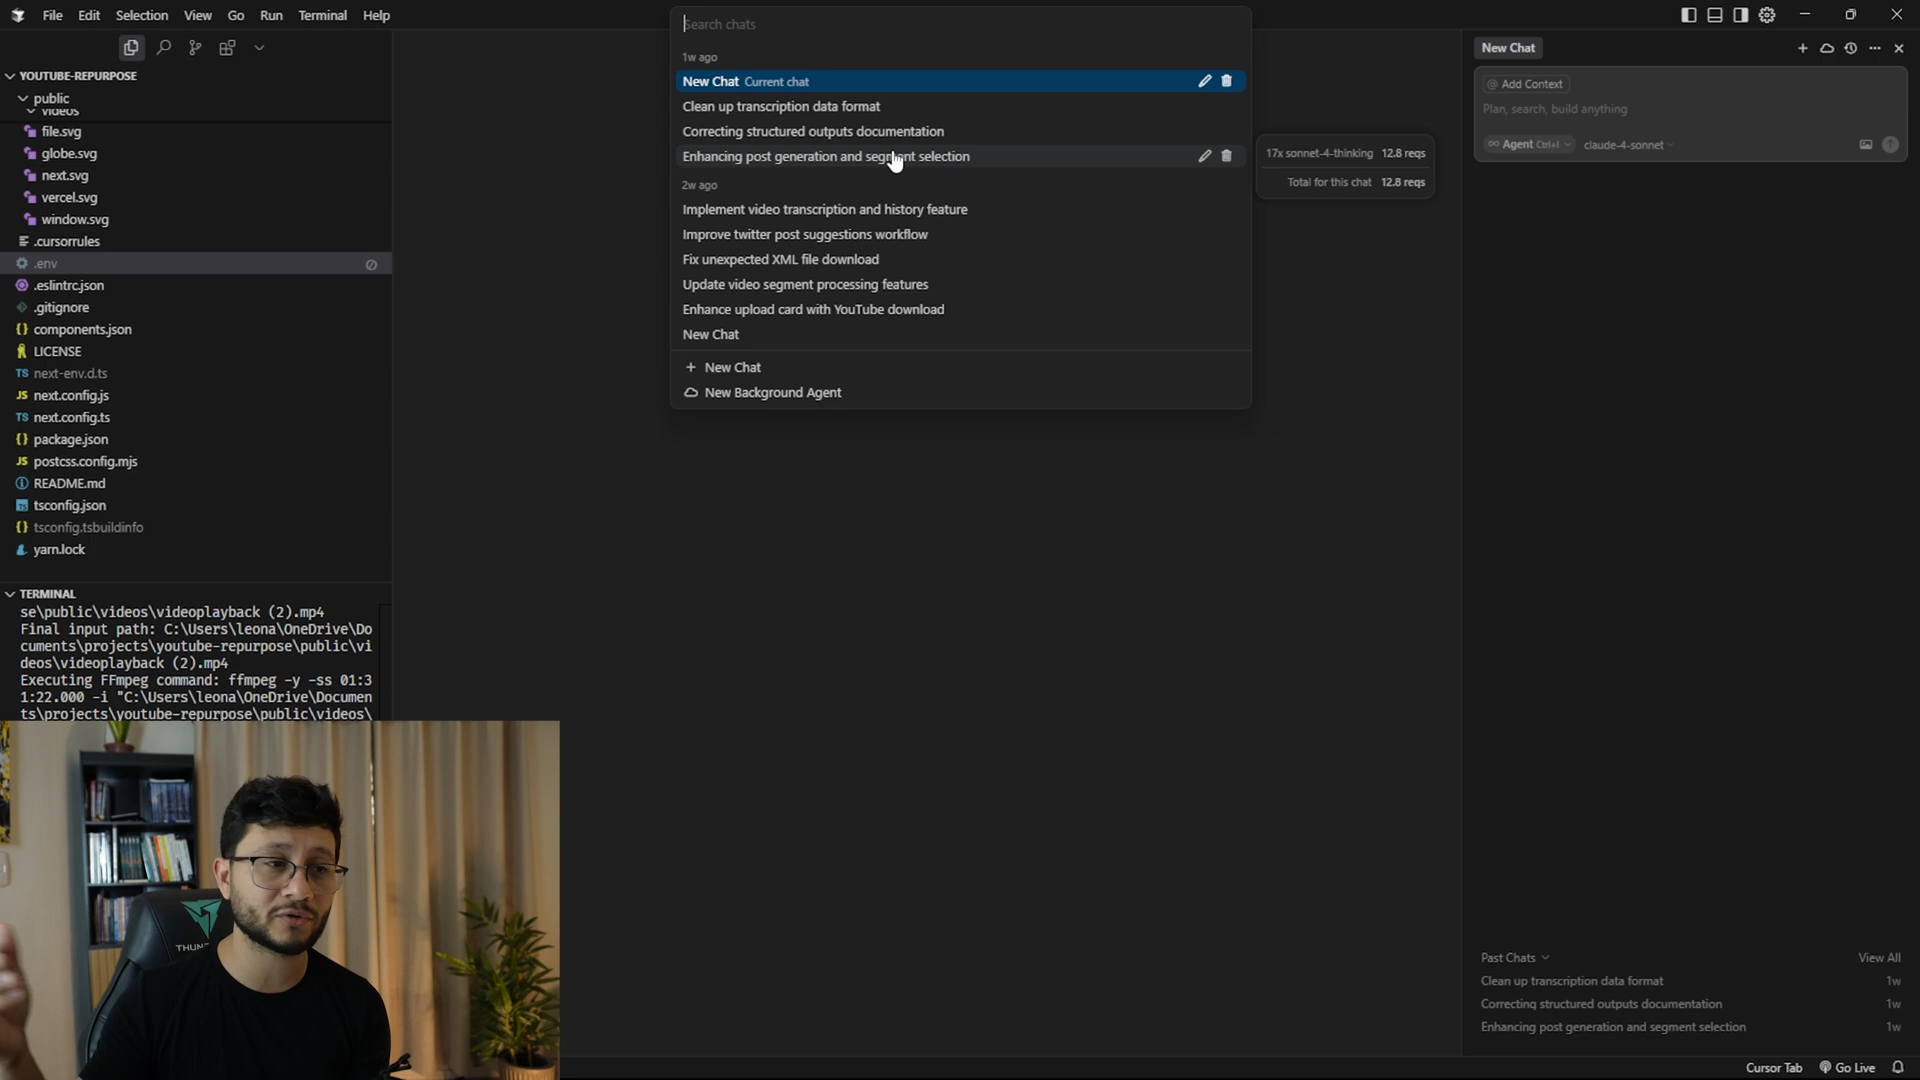 File Edit Selection View Go Run Terminal Help
YOUTUBE-REPURPOSE
public
videos
file.svg
globe.svg
next.svg
vercel.svg
window.svg
.cursorrules
.env
.eslintrc.json
.gitignore
components.json
LICENSE
TS next-env.d.ts
JS next.config.js
TS next.config.ts
package.json
JS postcss.config.mjs
README.md
tsconfig.json
tsconfig.tsbuildinfo
yarn.lock
TERMINAL
se\public\videos\videoplayback (2).mp4
Final input path: C:\Users\leona\OneDrive\Do
cuments\projects\youtube-repurpose\public\vi
deos\videoplayback (2).mp4
Executing FFmpeg command: ffmpeg -y -ss 01:3
1:22.000 -i "C:\Users\leona\OneDrive\Documen
ts\projects\youtube-repurpose\public\videos\
Search chats
1w ago
New Chat Current chat
Clean up transcription data format
Correcting structured outputs documentation
Enhancing post generation and segment selection
2w ago
Implement video transcription and history feature
Improve twitter post suggestions workflow
Fix unexpected XML file download
Update video segment processing features
Enhance upload card with YouTube download
New Chat
+ New Chat
New Background Agent
17x sonnet-4-thinking 12.8 reqs
Total for this chat 12.8 reqs
New Chat
@ Add Context
Plan, search, build anything
∞ Agent Ctrl+I claude-4-sonnet
Past Chats View All
Clean up transcription data format 1w
Correcting structured outputs documentation 1w
Enhancing post generation and segment selection 1w
Cursor Tab Go Live